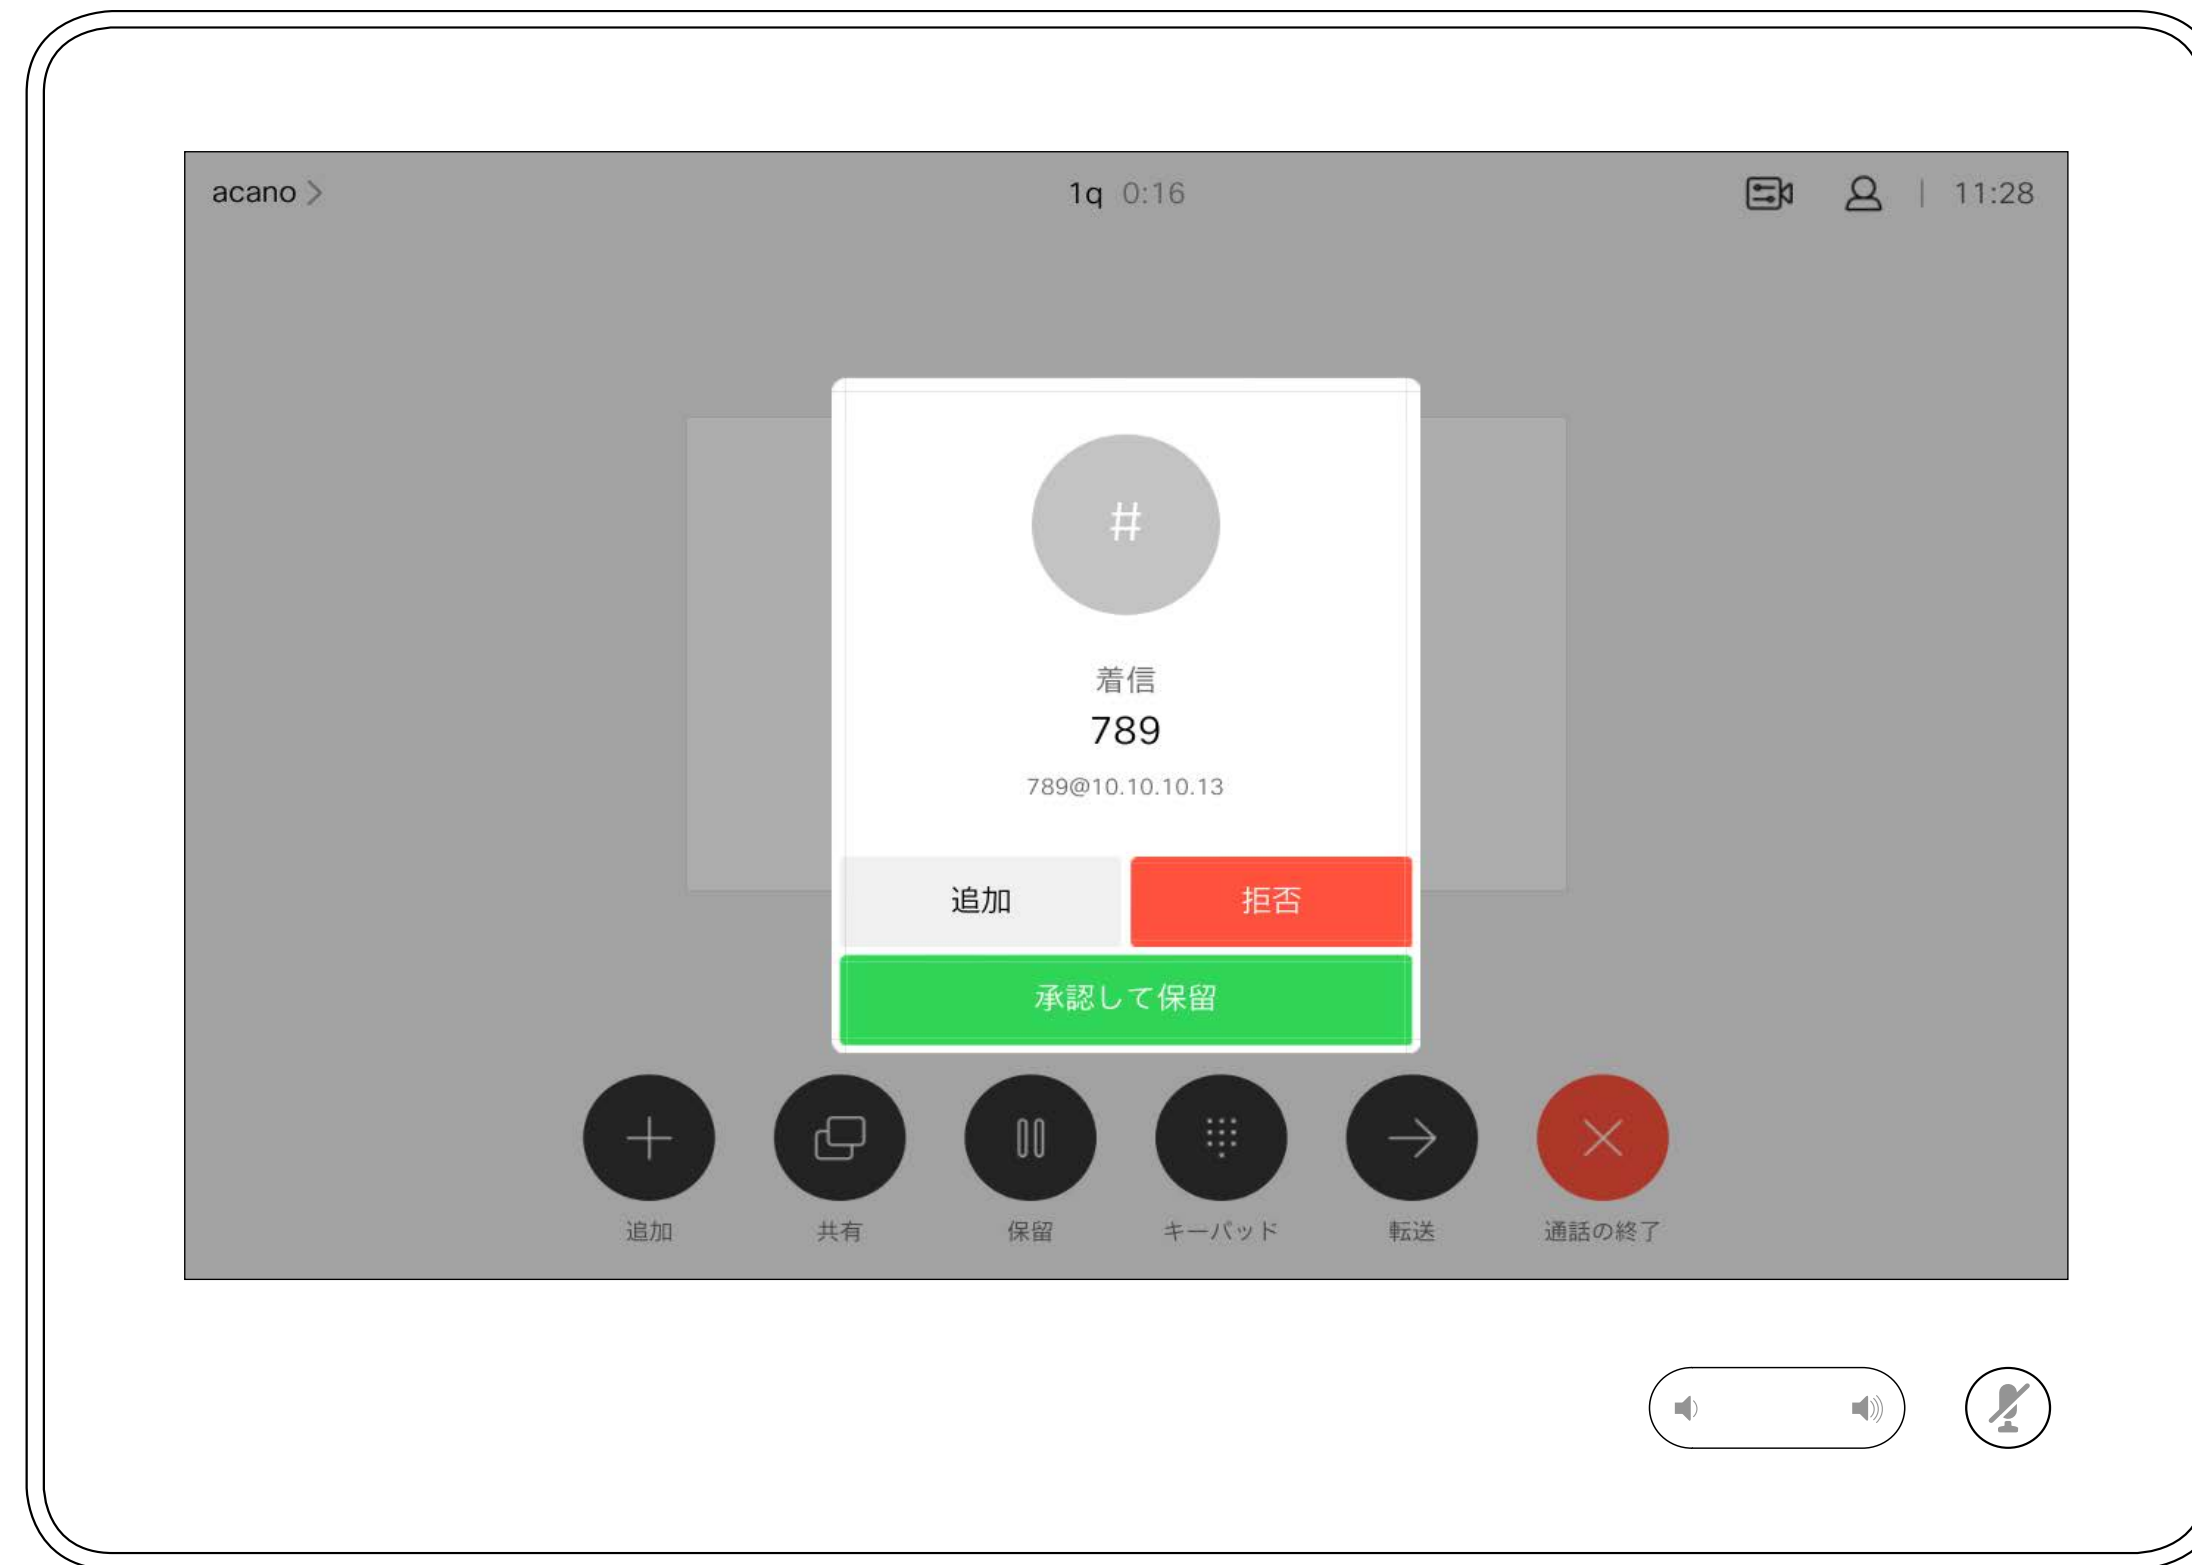 acano
1q 0:16
11:28
#
着信
789
789@10.10.10.13
追加
拒否
承認して保留
追加
共有
保留
キーパッド
転送
通話の終了